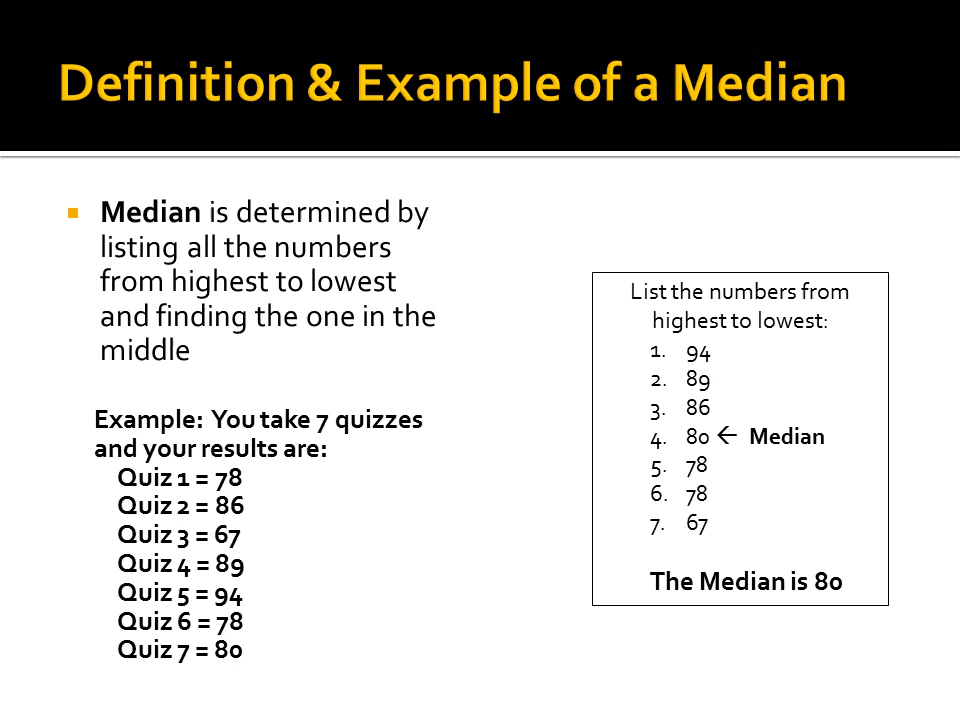 Definition & Example of a Median
Median is determined by
listing all the numbers
from highest to lowest
and finding the one in the
middle
Example: You take 7 quizzes
and your results are:
Quiz 1 = 78
Quiz 2 = 86
Quiz 3 = 67
Quiz 4 = 89
Quiz 5 = 94
Quiz 6 = 78
Quiz 7 = 80
List the numbers from
highest to lowest:
1. 94
2. 89
3. 86
4. 80 ← Median
5. 78
6. 78
7. 67
The Median is 80